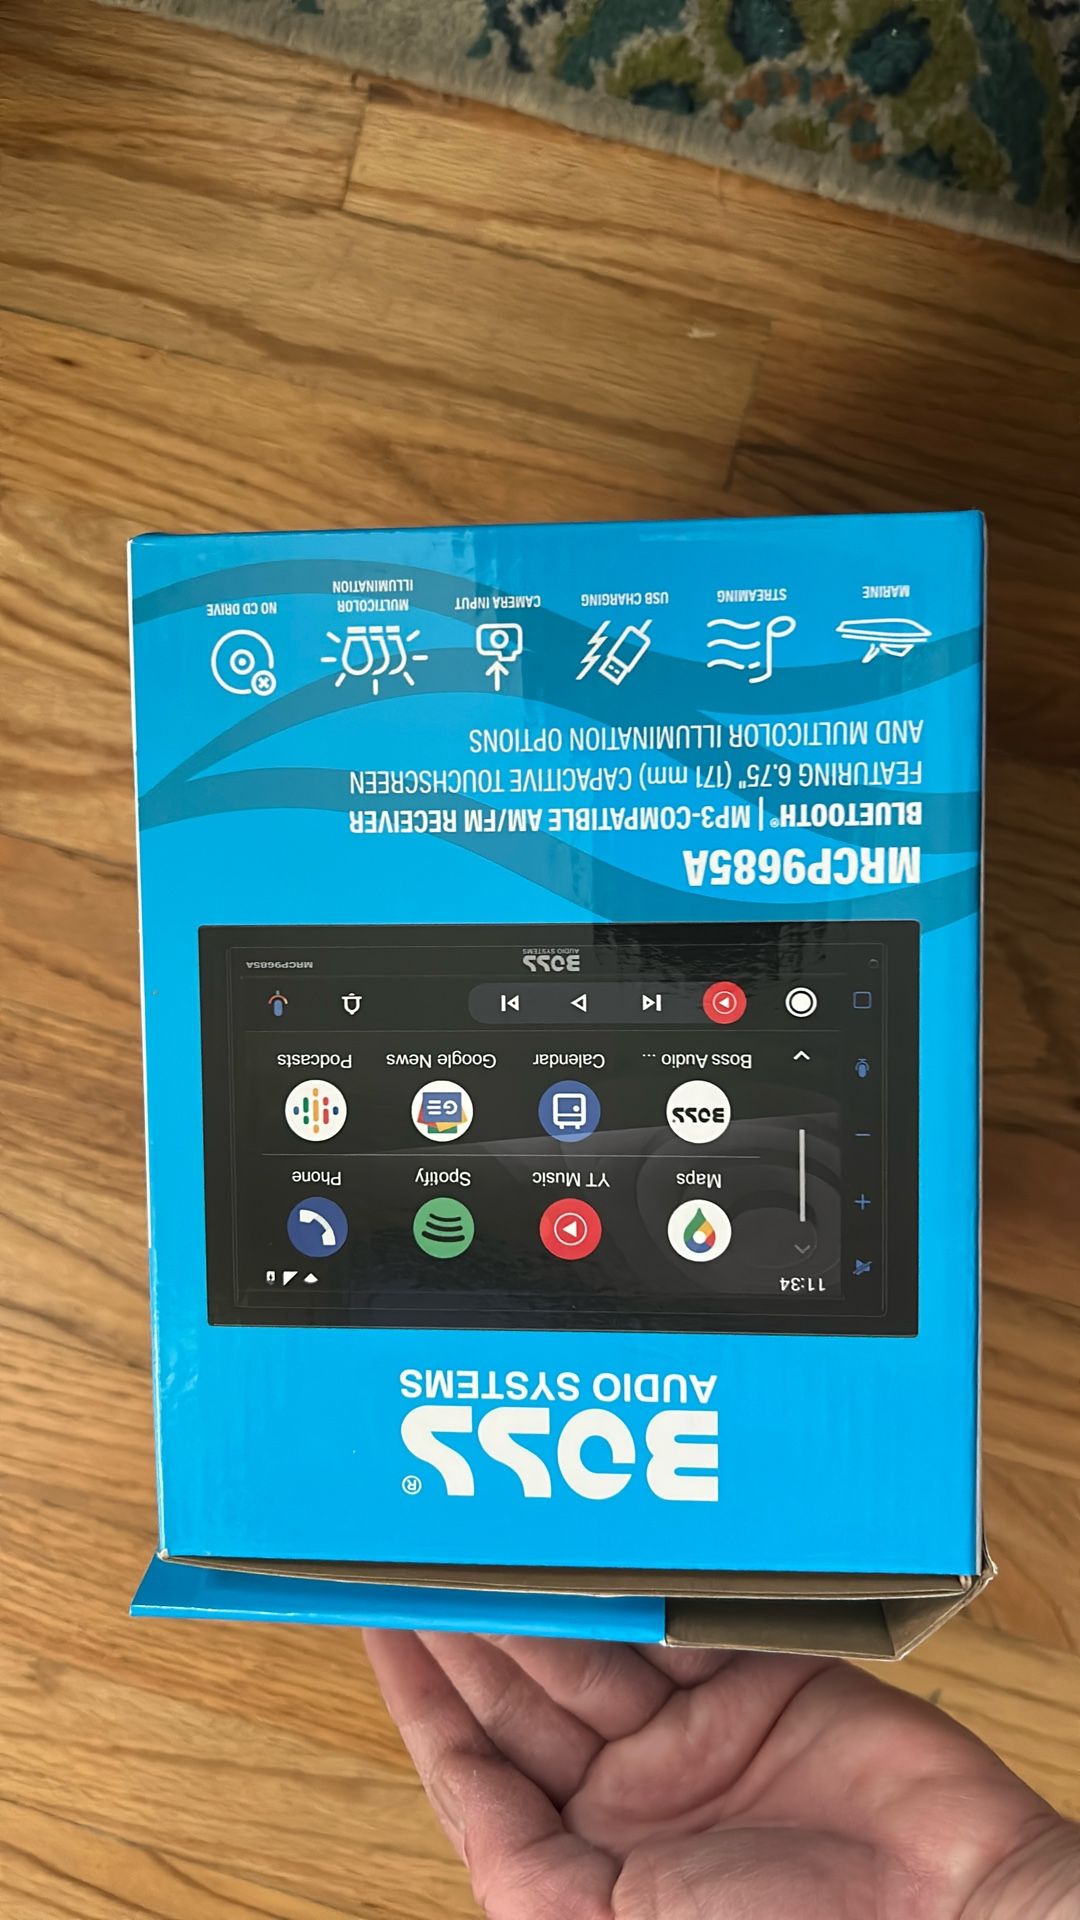 BOSS®
AUDIO SYSTEMS
11:34
Maps YT Music Spotify Phone
BOSS
Boss Audio ... Calendar Google News Podcasts
BOSS
AUDIO SYSTEMS
MRCP9685A
MRCP9685A
BLUETOOTH® | MP3-COMPATIBLE AM/FM RECEIVER
FEATURING 6.75" (171 mm) CAPACITIVE TOUCHSCREEN
AND MULTICOLOR ILLUMINATION OPTIONS
MARINE
STREAMING
USB CHARGING
CAMERA INPUT
MULTICOLOR
ILLUMINATION
NO CD DRIVE